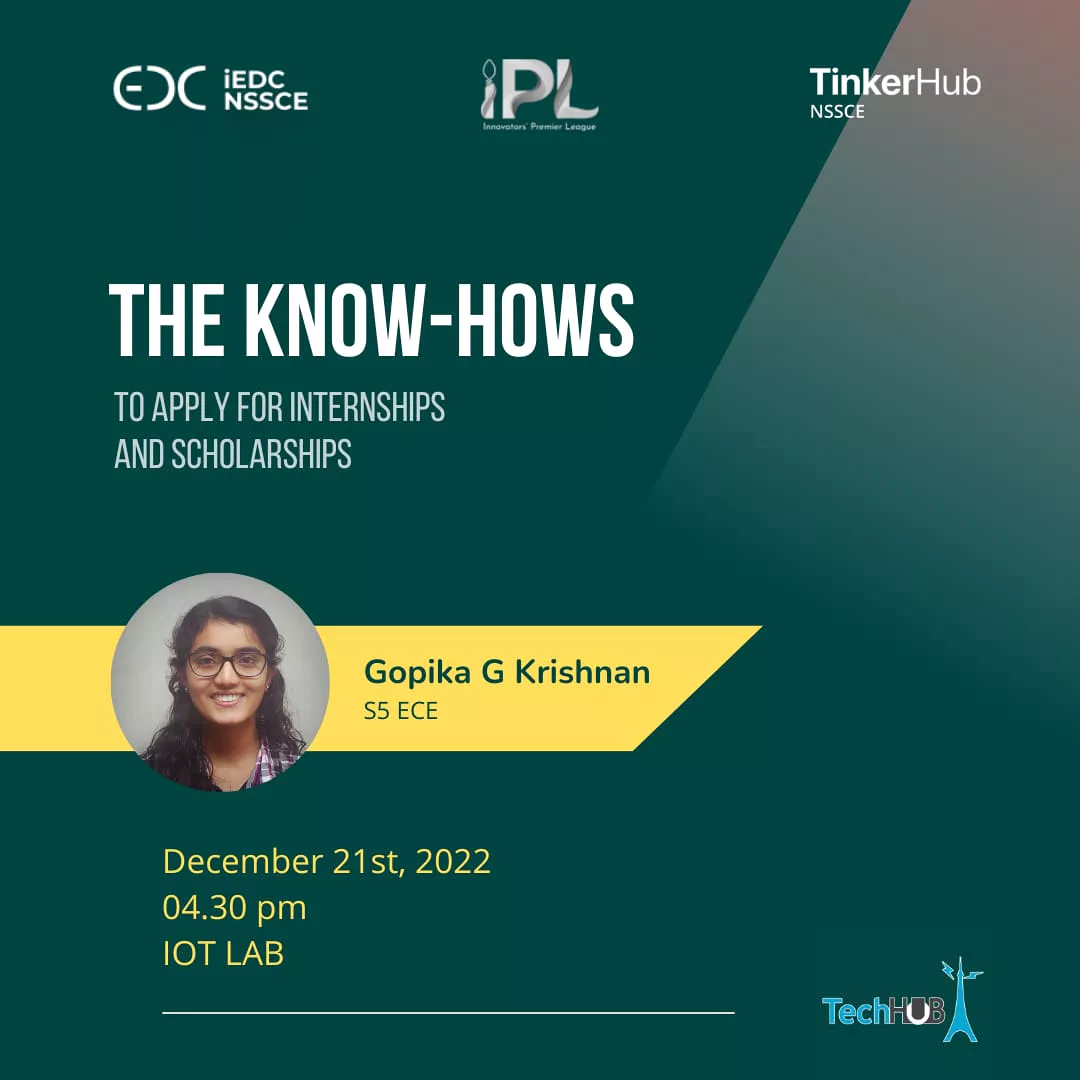 iEDC
NSSCE
iPL
Innovators' Premier League
TinkerHub
NSSCE
THE KNOW-HOWS
TO APPLY FOR INTERNSHIPS
AND SCHOLARSHIPS
Gopika G Krishnan
S5 ECE
December 21st, 2022
04.30 pm
IOT LAB
TechHUB